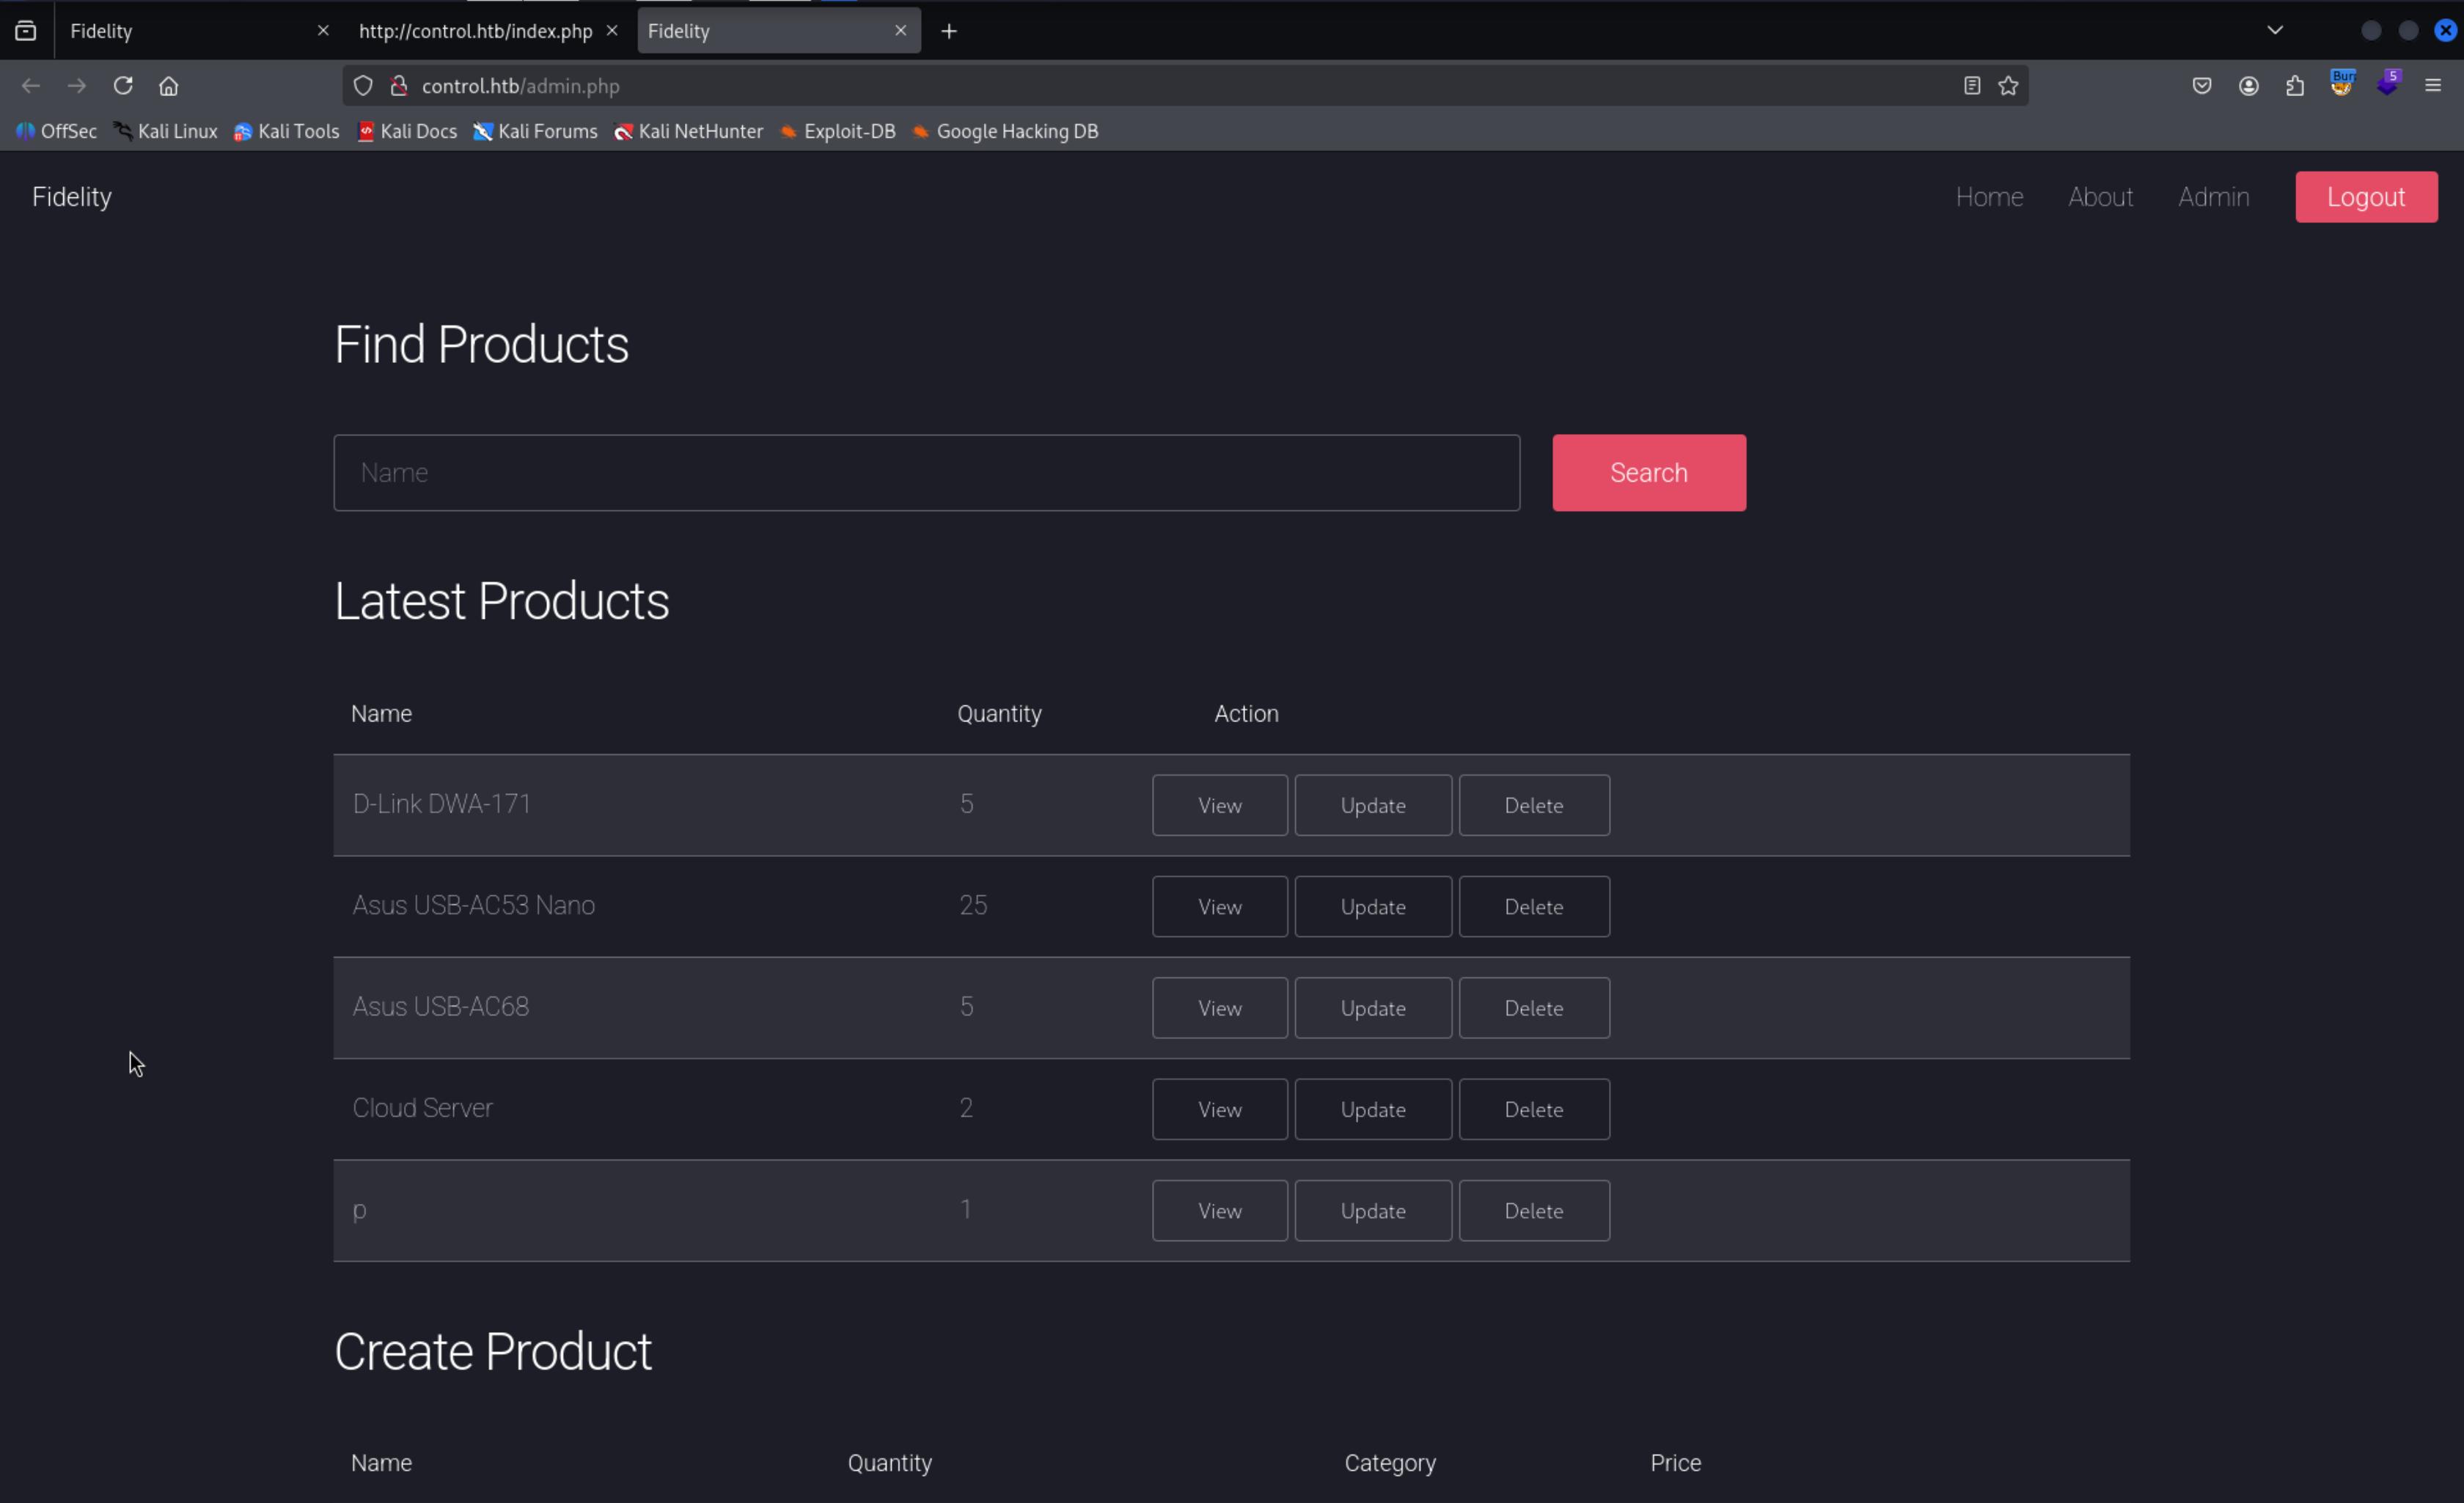 Fidelity http://control.htb/index.php Fidelity
control.htb/admin.php Bur 5
OffSec Kali Linux Kali Tools Kali Docs Kali Forums Kali NetHunter Exploit-DB Google Hacking DB
Fidelity Home About Admin Logout
Find Products
Name Search
Latest Products
Name Quantity Action
D-Link DWA-171 5 View Update Delete
Asus USB-AC53 Nano 25 View Update Delete
Asus USB-AC68 5 View Update Delete
Cloud Server 2 View Update Delete
p 1 View Update Delete
Create Product
Name Quantity Category Price